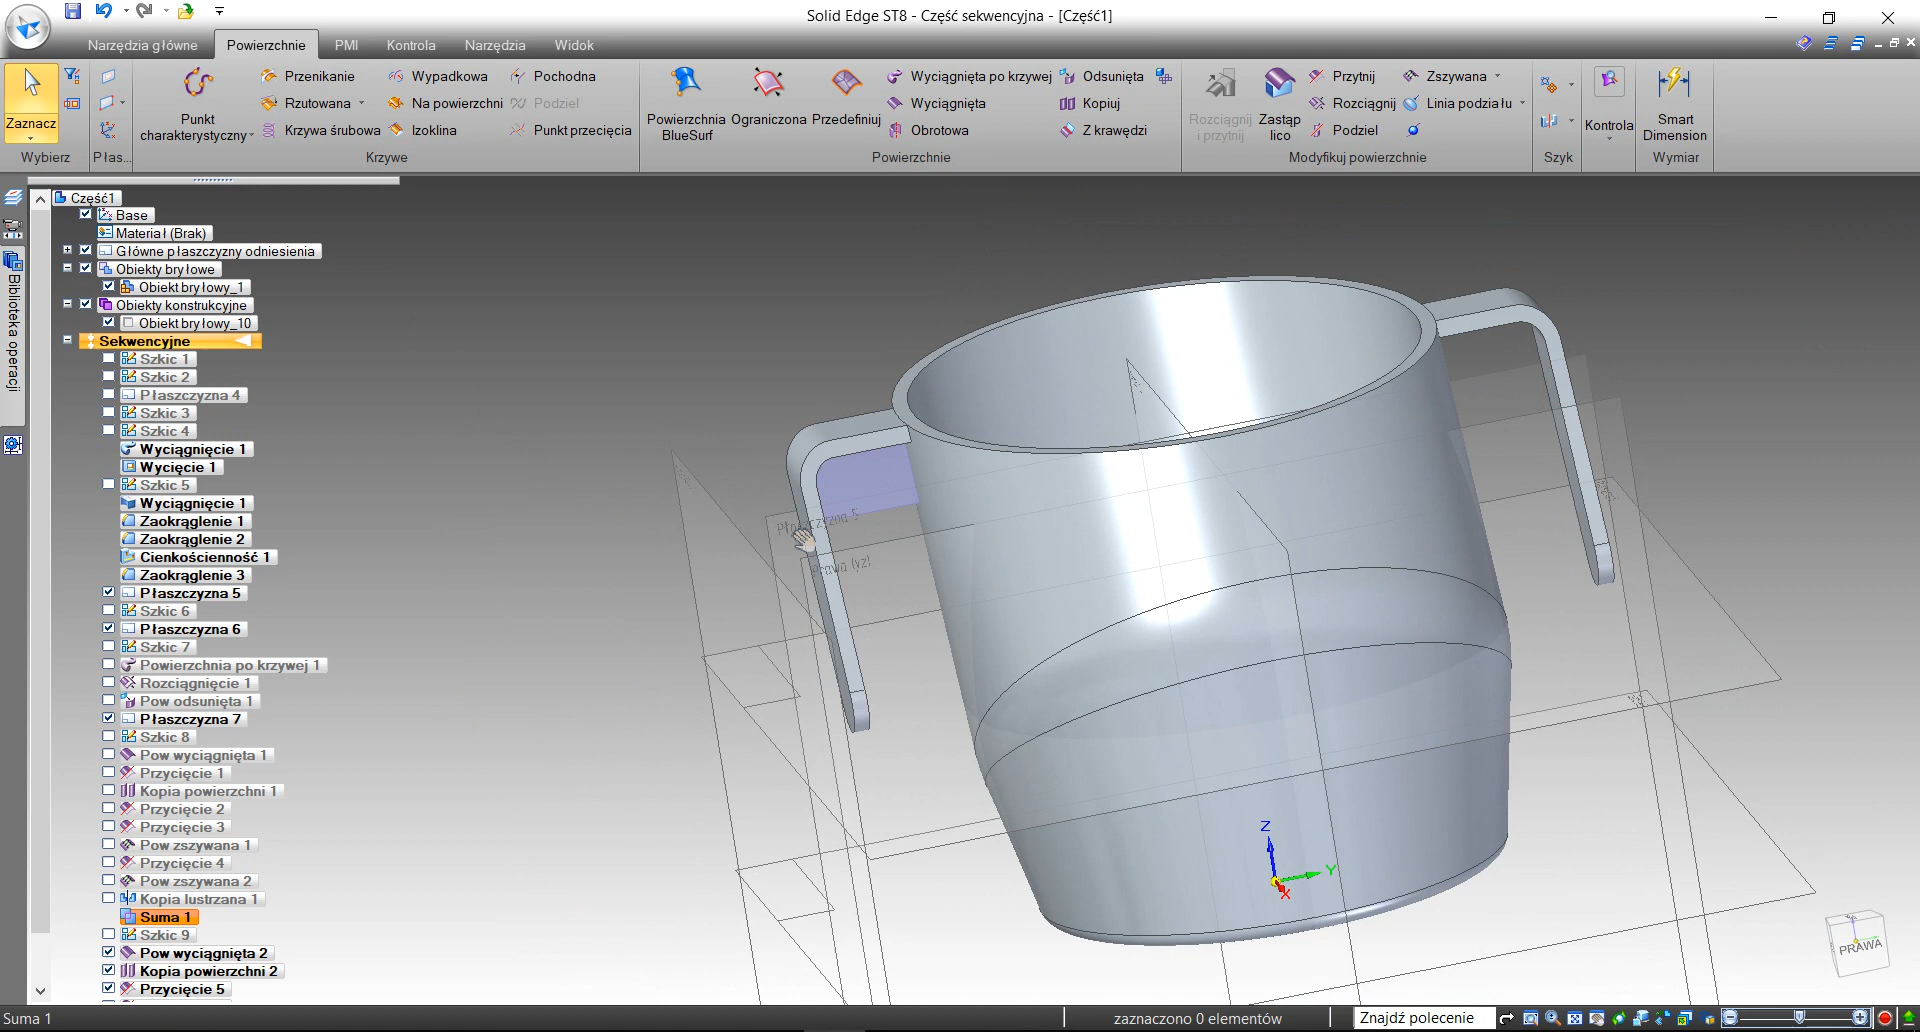 Solid Edge ST8 - Część sekwencyjna - [Część1]
Narzędzia główne
Powierzchnie
PMI
Kontrola
Narzędzia
Widok
Zaznacz
Wybierz
Płas...
Punkt
charakterystyczny
Przenikanie
Rzutowana
Krzywa śrubowa
Wypadkowa
Na powierzchni
Izoklina
Pochodna
Podziel
Punkt przecięcia
Krzywe
Powierzchnia
BlueSurf
Ograniczona
Przedefiniuj
Wyciągnięta po krzywej
Wyciągnięta
Obrotowa
Odsunięta
Kopiuj
Z krawędzi
Powierzchnie
Rozciągnij
i przytnij
Zastąp
lico
Przytnij
Rozciągnij
Podziel
Zszywana
Linia podziału
Modyfikuj powierzchnie
Szyk
Kontrola
Smart
Dimension
Wymiar
Biblioteka operacji
Część1
Base
Materiał (Brak)
Główne płaszczyzny odniesienia
Obiekty bryłowe
Obiekt bryłowy_1
Obiekty konstrukcyjne
Obiekt bryłowy_10
Sekwencyjne
Szkic 1
Szkic 2
Płaszczyzna 4
Szkic 3
Szkic 4
Wyciągnięcie 1
Wycięcie 1
Szkic 5
Wyciągnięcie 1
Zaokrąglenie 1
Zaokrąglenie 2
Cienkościenność 1
Zaokrąglenie 3
Płaszczyzna 5
Szkic 6
Płaszczyzna 6
Szkic 7
Powierzchnia po krzywej 1
Rozciągnięcie 1
Pow odsunięta 1
Płaszczyzna 7
Szkic 8
Pow wyciągnięta 1
Przycięcie 1
Kopia powierzchni 1
Przycięcie 2
Przycięcie 3
Pow zszywana 1
Przycięcie 4
Pow zszywana 2
Kopia lustrzana 1
Suma 1
Szkic 9
Pow wyciągnięta 2
Kopia powierzchni 2
Przycięcie 5
Płaszczyzna 5
Prawa (yz)
Z
Y
X
PRAWA
Suma 1
zaznaczono 0 elementów
Znajdź polecenie